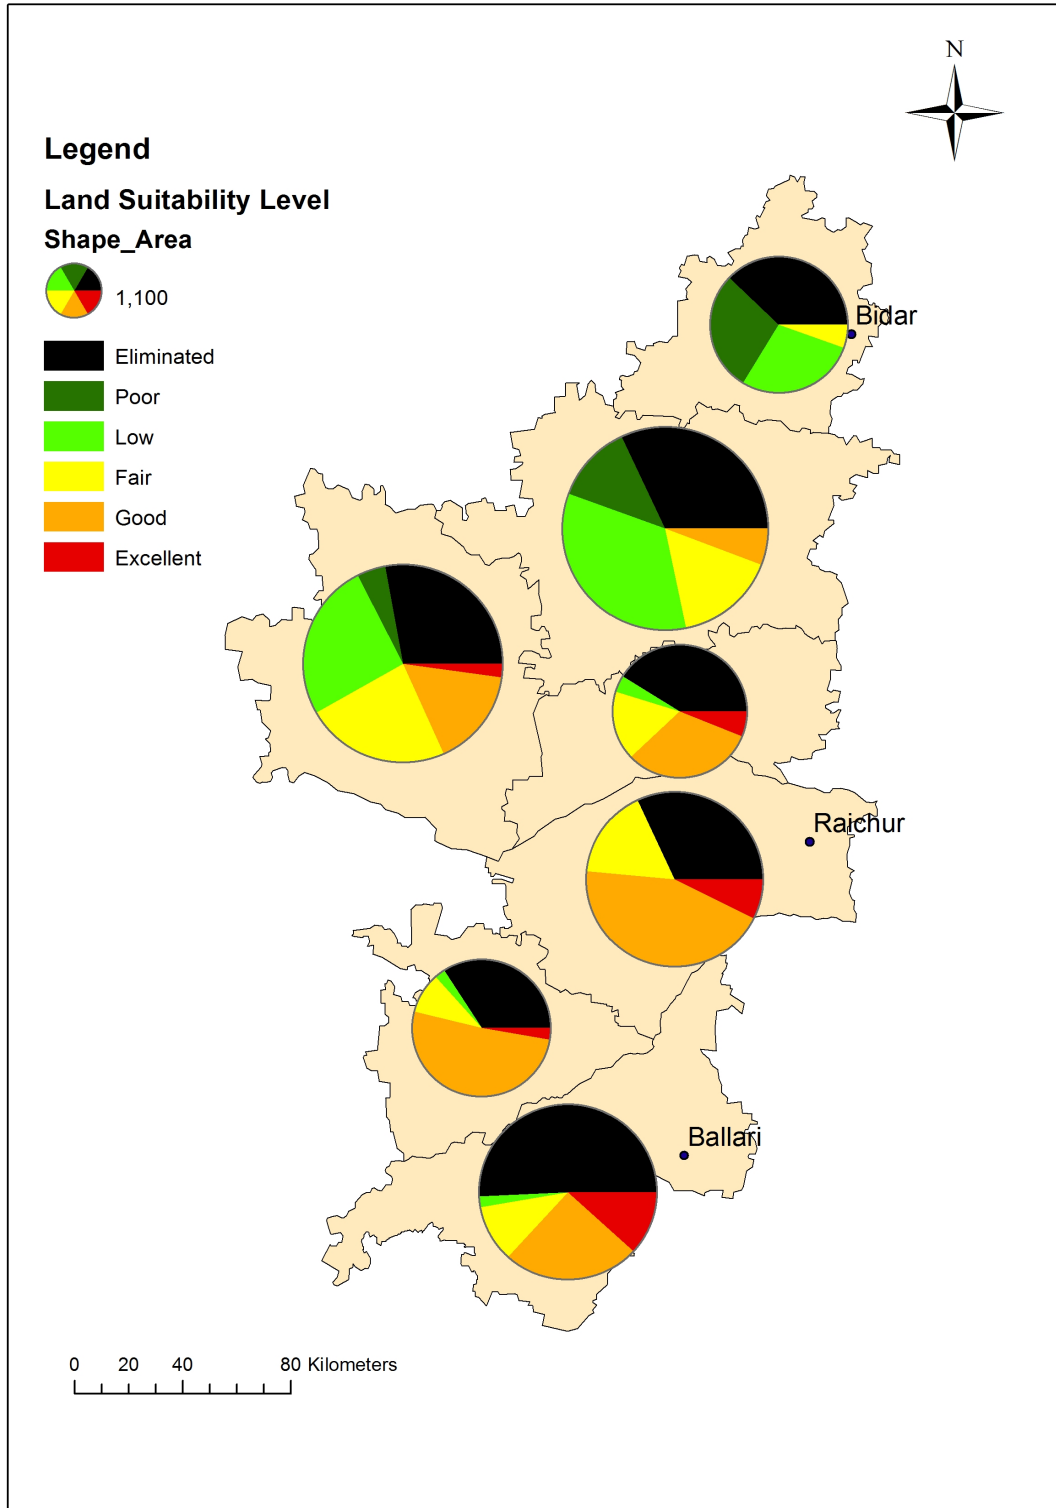 N
Legend
Land Suitability Level
Shape_Area
1,100
Eliminated
Poor
Low
Fair
Good
Excellent
Bidar
Raichur
Ballari
0 20 40 80 Kilometers